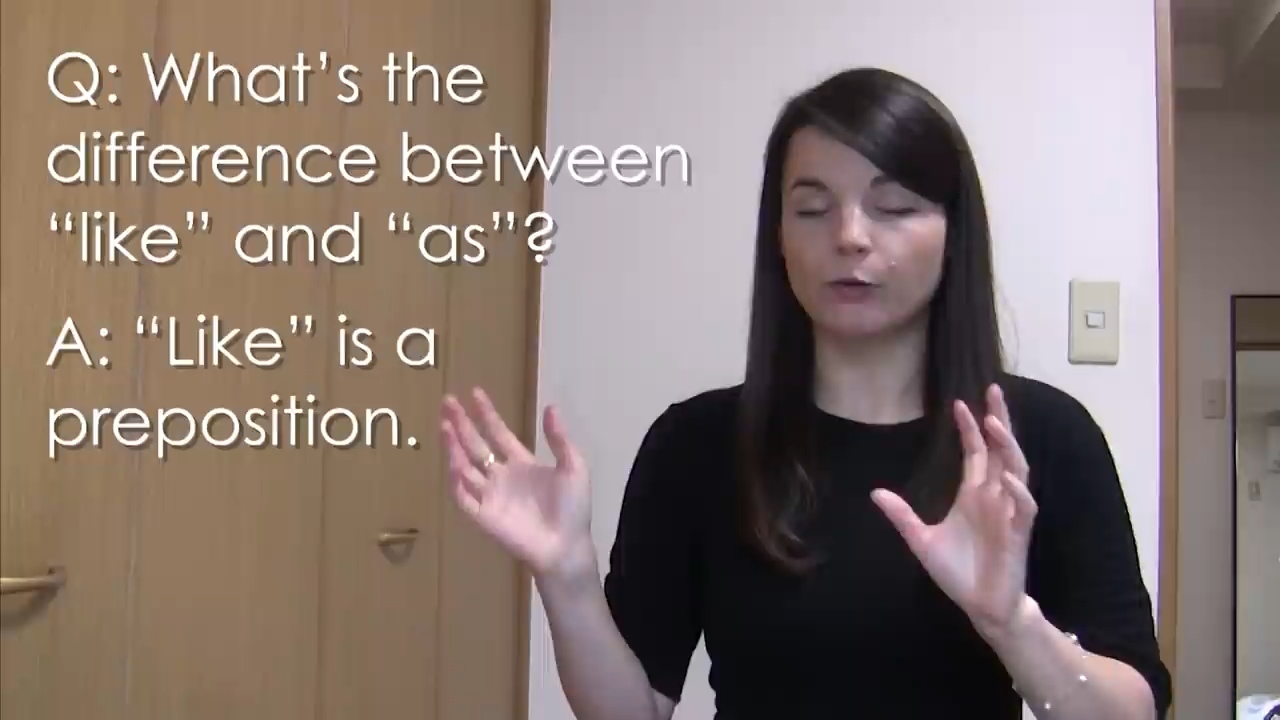 Q: What’s the
difference between
“like” and “as”?
A: “Like” is a
preposition.